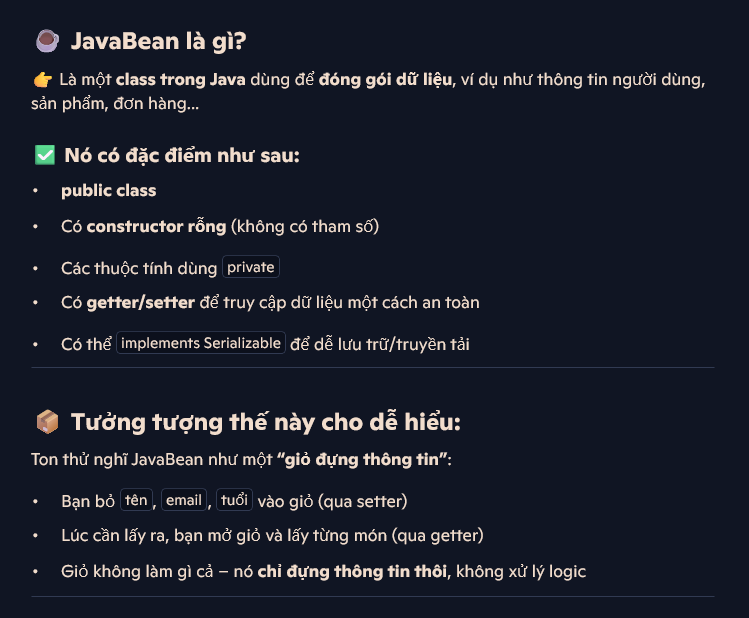 JavaBean là gì?
👉 Là một class trong Java dùng để đóng gói dữ liệu, ví dụ như thông tin người dùng,
sản phẩm, đơn hàng...
✅ Nó có đặc điểm như sau:
• public class
• Có constructor rỗng (không có tham số)
• Các thuộc tính dùng private
• Có getter/setter để truy cập dữ liệu một cách an toàn
• Có thể implements Serializable để dễ lưu trữ/truyền tải
📦 Tưởng tượng thế này cho dễ hiểu:
Ton thử nghĩ JavaBean như một “giỏ đựng thông tin”:
• Bạn bỏ tên, email, tuổi vào giỏ (qua setter)
• Lúc cần lấy ra, bạn mở giỏ và lấy từng món (qua getter)
• Giỏ không làm gì cả – nó chỉ đựng thông tin thôi, không xử lý logic